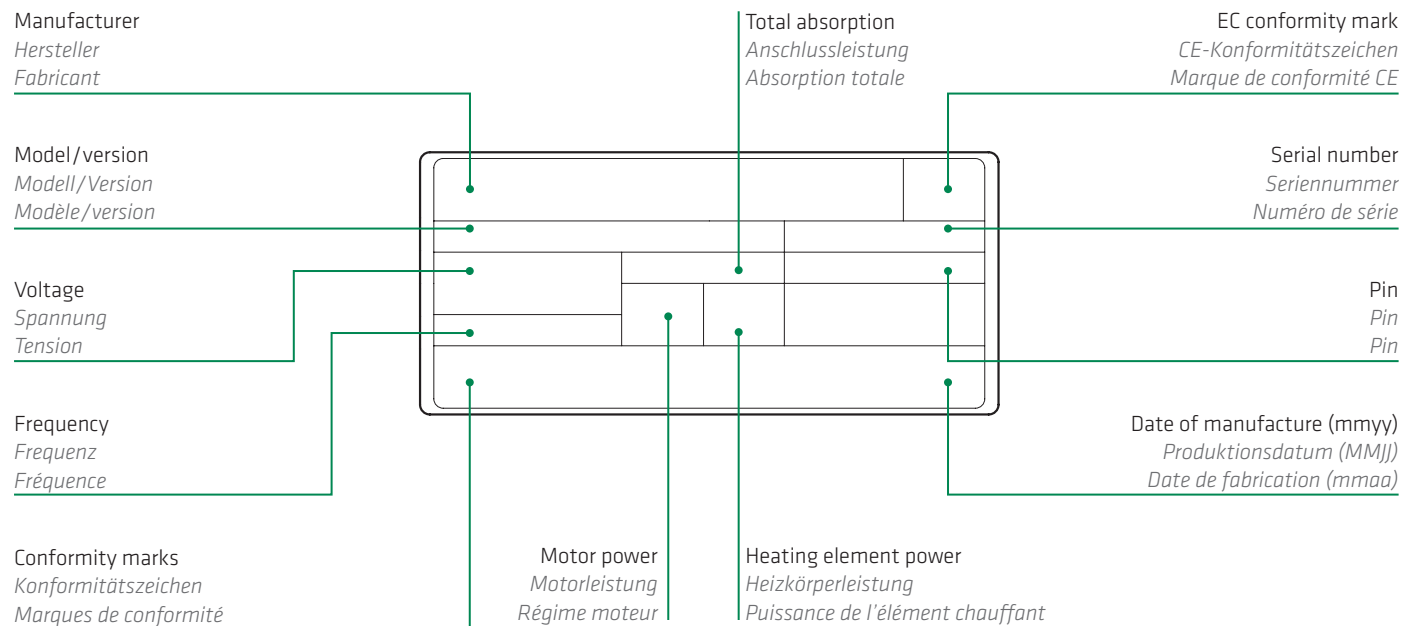 Manufacturer
Hersteller
Fabricant
Total absorption
Anschlussleistung
Absorption totale
EC conformity mark
CE-Konformitätszeichen
Marque de conformité CE
Model/version
Modell/Version
Modèle/version
Serial number
Seriennummer
Numéro de série
Voltage
Spannung
Tension
Pin
Pin
Pin
Frequency
Frequenz
Fréquence
Date of manufacture (mmyy)
Produktionsdatum (MMJJ)
Date de fabrication (mmaa)
Conformity marks
Konformitätszeichen
Marques de conformité
Motor power
Motorleistung
Régime moteur
Heating element power
Heizkörperleistung
Puissance de l'élément chauffant